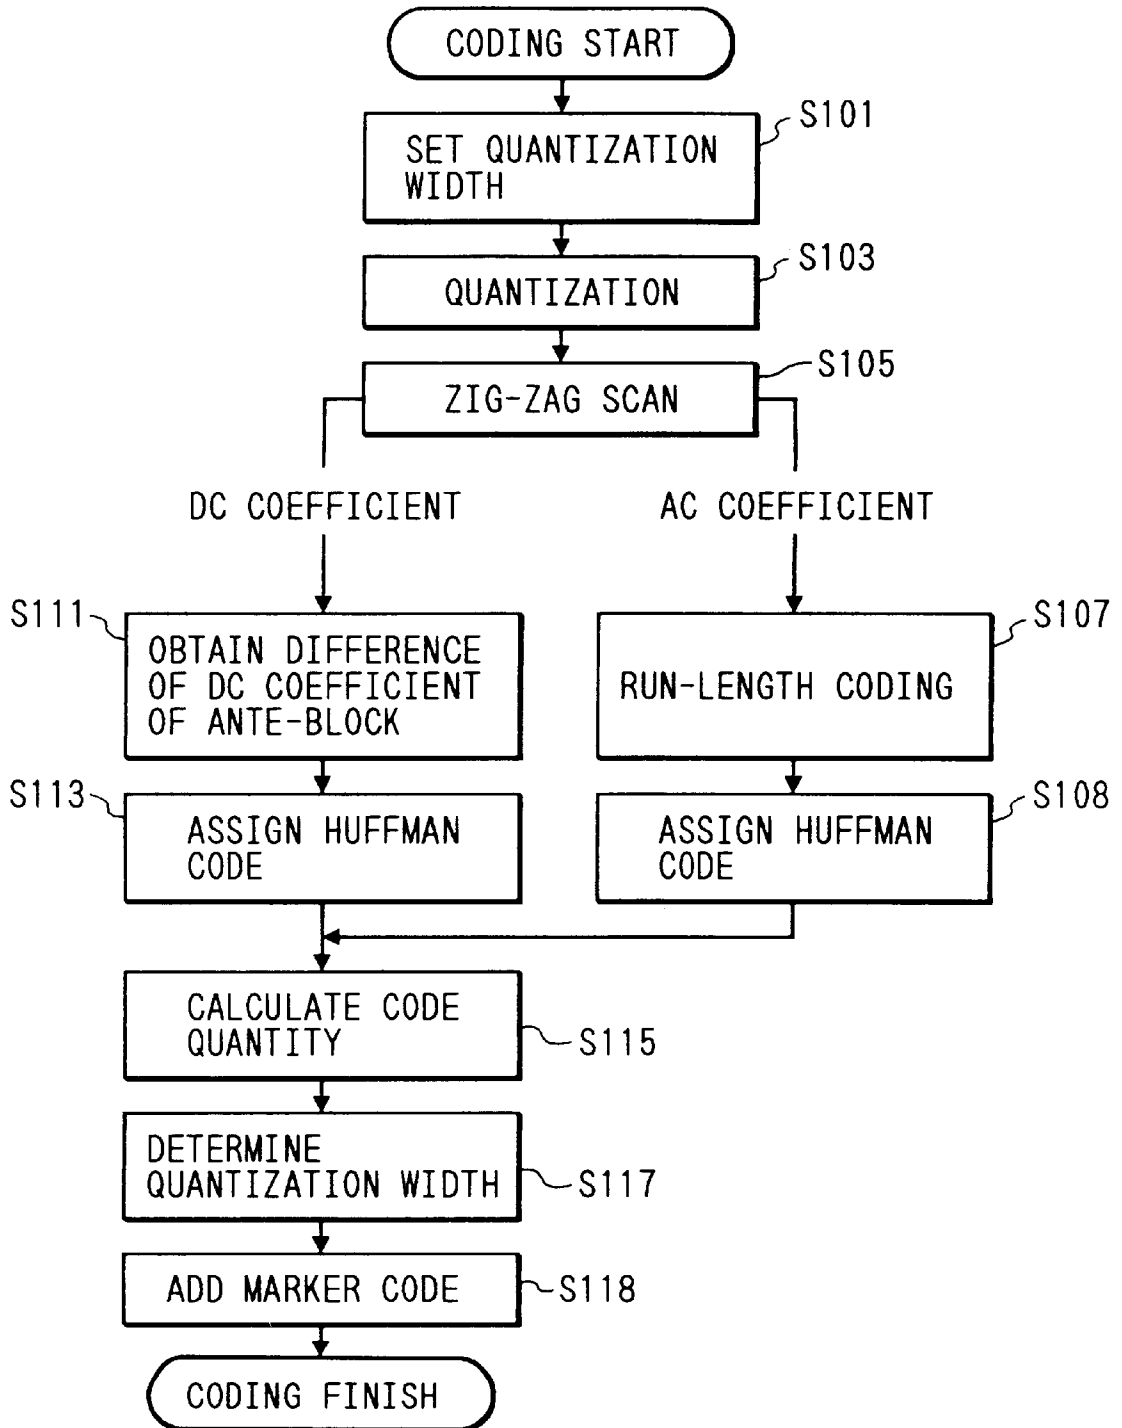 CODING START
S101
SET QUANTIZATION
WIDTH
S103
QUANTIZATION
S105
ZIG-ZAG SCAN
DC COEFFICIENT
AC COEFFICIENT
S111
OBTAIN DIFFERENCE
OF DC COEFFICIENT
OF ANTE-BLOCK
S107
RUN-LENGTH CODING
S113
ASSIGN HUFFMAN
CODE
S108
ASSIGN HUFFMAN
CODE
CALCULATE CODE
QUANTITY
S115
DETERMINE
QUANTIZATION WIDTH
S117
ADD MARKER CODE
S118
CODING FINISH